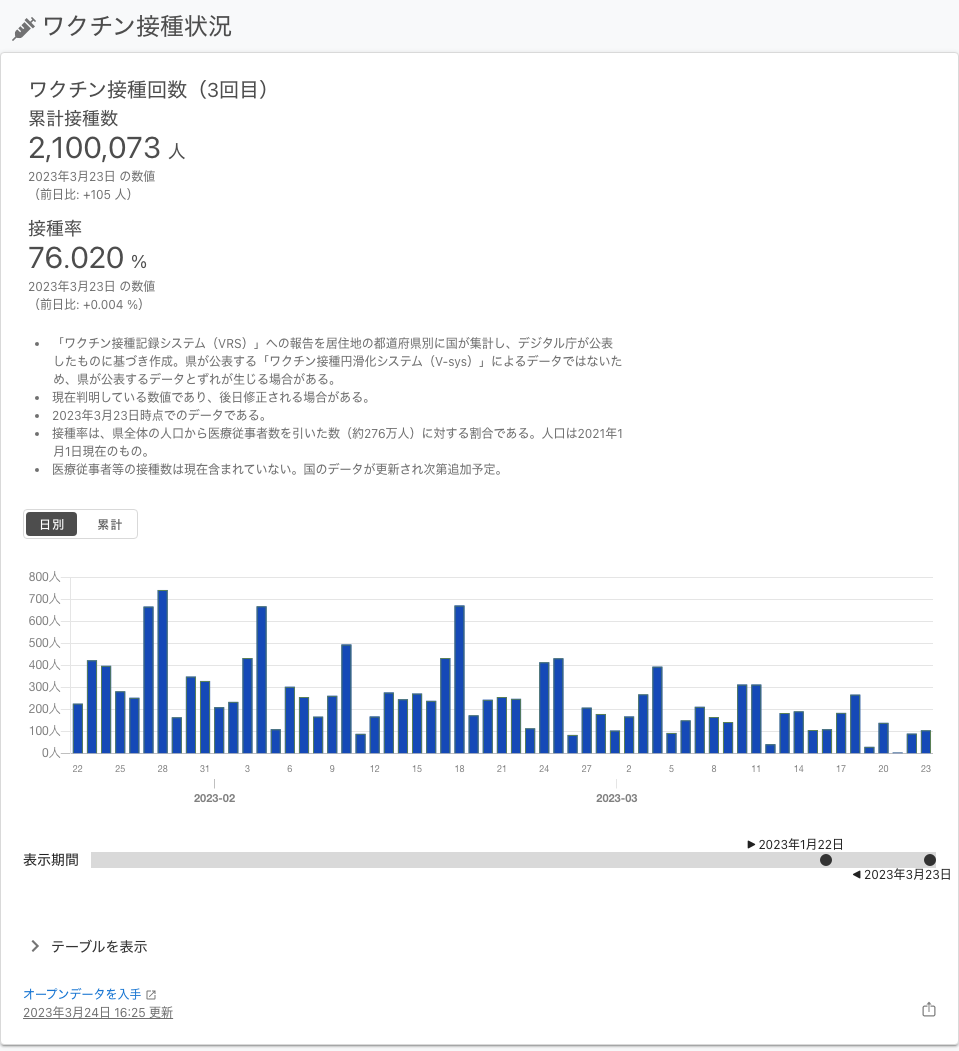 ワクチン接種状況
ワクチン接種回数（3回目）
累計接種数
2,100,073 人
2023年3月23日 の数値
（前日比: +105 人）
接種率
76.020 %
2023年3月23日 の数値
（前日比: +0.004 %）
• 「ワクチン接種記録システム（VRS）」への報告を居住地の都道府県別に国が集計し、デジタル庁が公表
したものに基づき作成。県が公表する「ワクチン接種円滑化システム（V-sys）」によるデータではないた
め、県が公表するデータとずれが生じる場合がある。
• 現在判明している数値であり、後日修正される場合がある。
• 2023年3月23日時点でのデータである。
• 接種率は、県全体の人口から医療従事者数を引いた数（約276万人）に対する割合である。人口は2021年1
月1日現在のもの。
• 医療従事者等の接種数は現在含まれていない。国のデータが更新され次第追加予定。
日別 累計
800人
700人
600人
500人
400人
300人
200人
100人
0人
22 25 28 31 3 6 9 12 15 18 21 24 27 2 5 8 11 14 17 20 23
2023-02 2023-03
▶ 2023年1月22日
表示期間
◀ 2023年3月23日
テーブルを表示
オープンデータを入手
2023年3月24日 16:25 更新